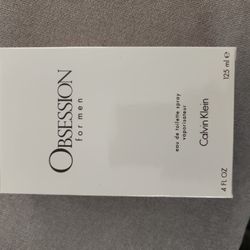 OBSESSION
for men
eau de toilette spray
vaporisateur
Calvin Klein
4 FL OZ
125 ml e